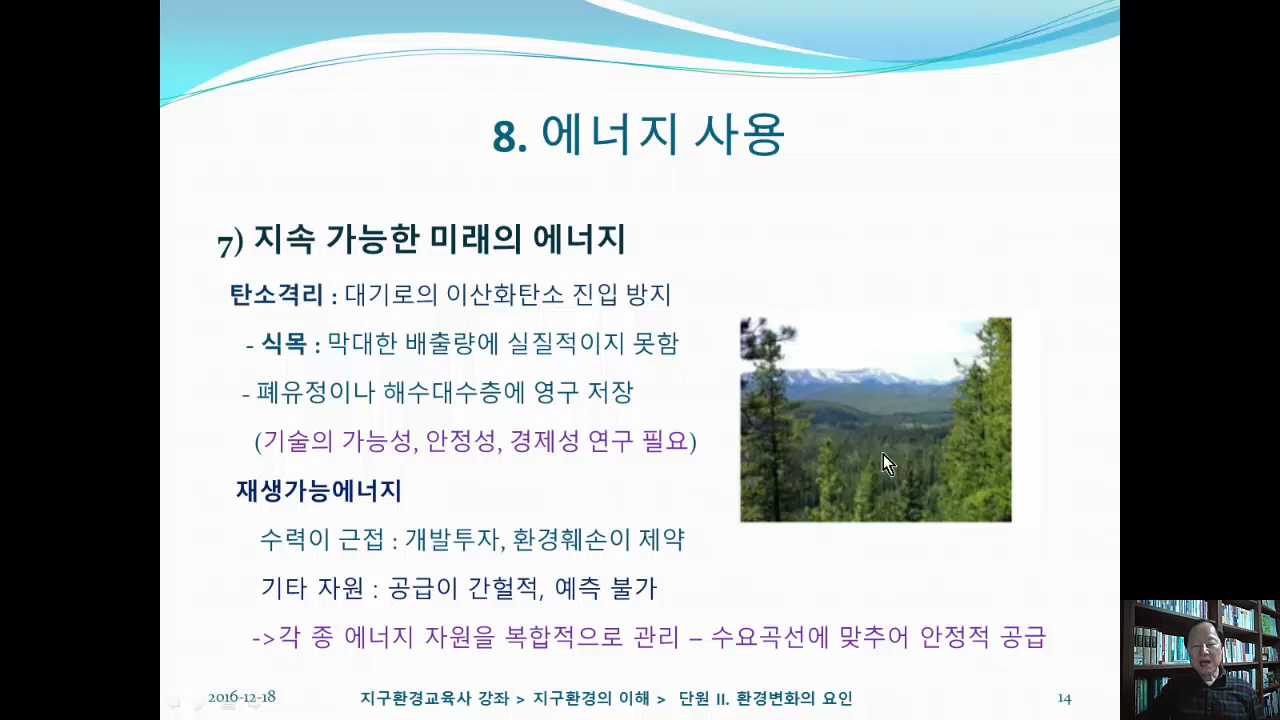 8. 에너지 사용
7) 지속 가능한 미래의 에너지
탄소격리 : 대기로의 이산화탄소 진입 방지
- 식목 : 막대한 배출량에 실질적이지 못함
- 폐유정이나 해수대수층에 영구 저장
(기술의 가능성, 안정성, 경제성 연구 필요)
재생가능에너지
수력이 근접 : 개발투자, 환경훼손이 제약
기타 자원 : 공급이 간헐적, 예측 불가
->각 종 에너지 자원을 복합적으로 관리 – 수요곡선에 맞추어 안정적 공급
2016-12-18
지구환경교육사 강좌 > 지구환경의 이해 > 단원 II. 환경변화의 요인
14